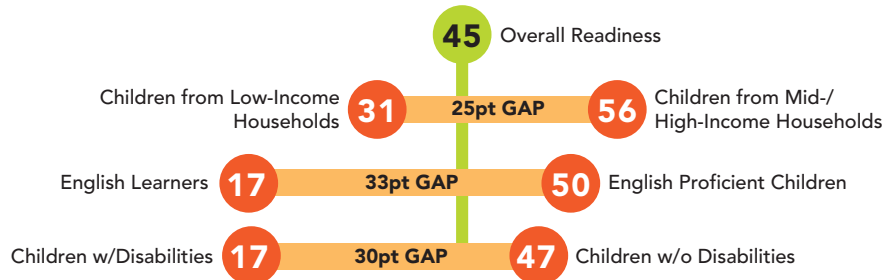 45 Overall Readiness
Children from Low-Income
Households
31 25pt GAP 56
Children from Mid-/
High-Income Households
English Learners 17 33pt GAP 50 English Proficient Children
Children w/Disabilities 17 30pt GAP 47 Children w/o Disabilities